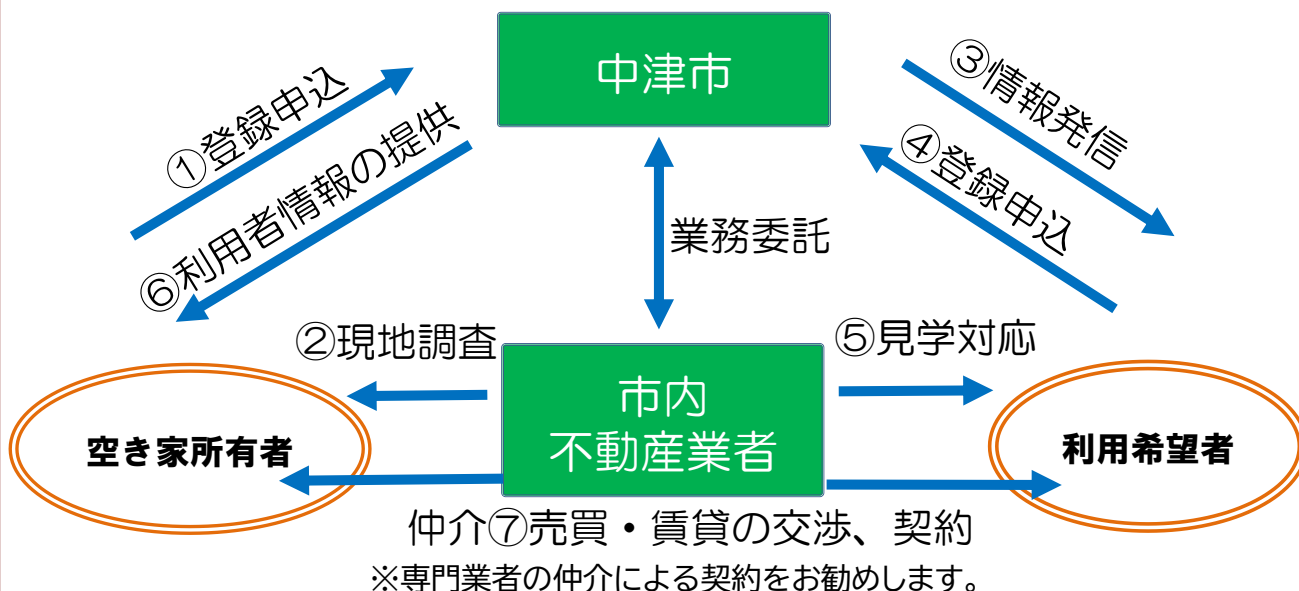 中津市
①登録申込
⑥利用者情報の提供
③情報発信
④登録申込
業務委託
②現地調査
⑤見学対応
市内
不動産業者
空き家所有者
利用希望者
仲介⑦売買・賃貸の交渉、契約
※専門業者の仲介による契約をお勧めします。